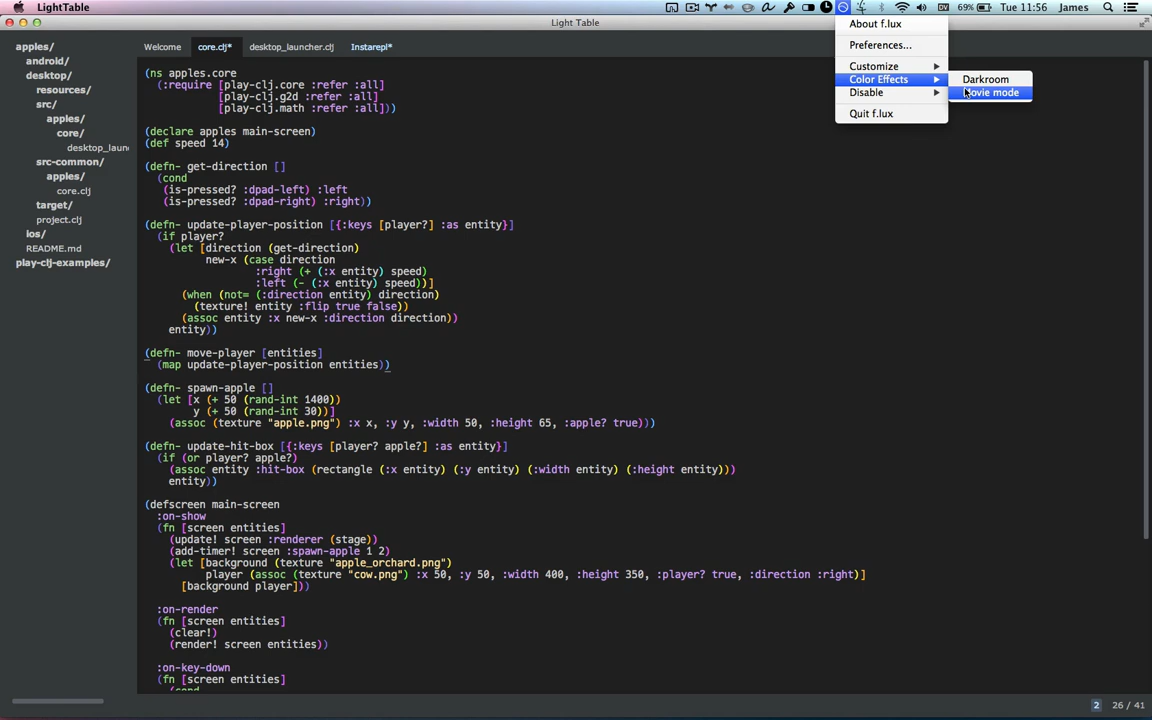 LightTable
69%
Tue 11:56
James
Light Table
apples/
android/
desktop/
resources/
src/
apples/
core/
desktop_laun
src-common/
apples/
core.clj
target/
project.clj
ios/
README.md
play-clj-examples/
Welcome
core.clj*
desktop_launcher.clj
Instarepl*
(ns apples.core
(:require [play-clj.core :refer :all]
[play-clj.g2d :refer :all]
[play-clj.math :refer :all]))
(declare apples main-screen)
(def speed 14)
(defn- get-direction []
(cond
(is-pressed? :dpad-left) :left
(is-pressed? :dpad-right) :right))
(defn- update-player-position [{:keys [player?] :as entity}]
(if player?
(let [direction (get-direction)
new-x (case direction
:right (+ (:x entity) speed)
:left (- (:x entity) speed))]
(when (not= (:direction entity) direction)
(texture! entity :flip true false))
(assoc entity :x new-x :direction direction))
entity))
(defn- move-player [entities]
(map update-player-position entities))
(defn- spawn-apple []
(let [x (+ 50 (rand-int 1400))
y (+ 50 (rand-int 30))]
(assoc (texture "apple.png") :x x, :y y, :width 50, :height 65, :apple? true)))
(defn- update-hit-box [{:keys [player? apple?] :as entity}]
(if (or player? apple?)
(assoc entity :hit-box (rectangle (:x entity) (:y entity) (:width entity) (:height entity)))
entity))
(defscreen main-screen
:on-show
(fn [screen entities]
(update! screen :renderer (stage))
(add-timer! screen :spawn-apple 1 2)
(let [background (texture "apple_orchard.png")
player (assoc (texture "cow.png") :x 50, :y 50, :width 400, :height 350, :player? true, :direction :right)]
[background player]))
:on-render
(fn [screen entities]
(clear!)
(render! screen entities))
:on-key-down
(fn [screen entities]
(cond
About f.lux
Preferences...
Customize
Color Effects
Disable
Quit f.lux
Darkroom
ovie mode
2
26 / 41